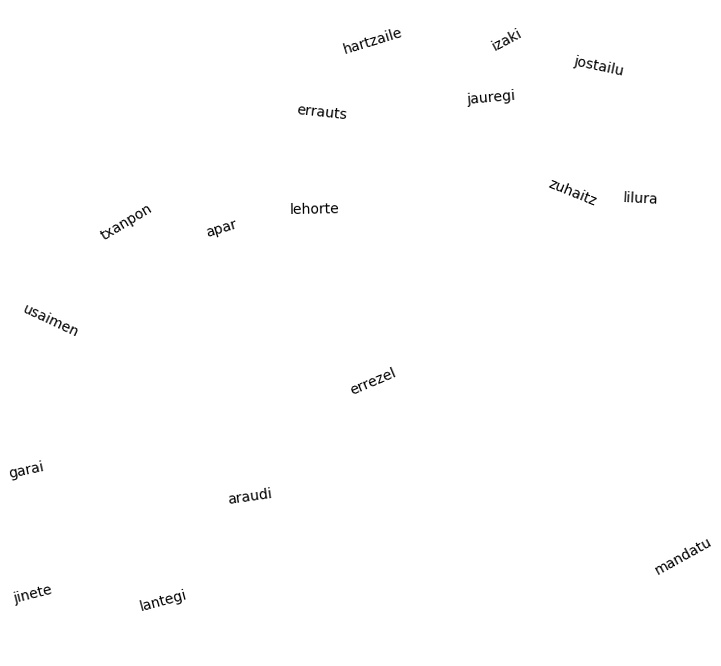 hartzaile
izaki
jostailu
jauregi
errauts
zuhaitz
lilura
lehorte
txanpon
apar
usaimen
errezel
garai
araudi
mandatu
jinete
lantegi